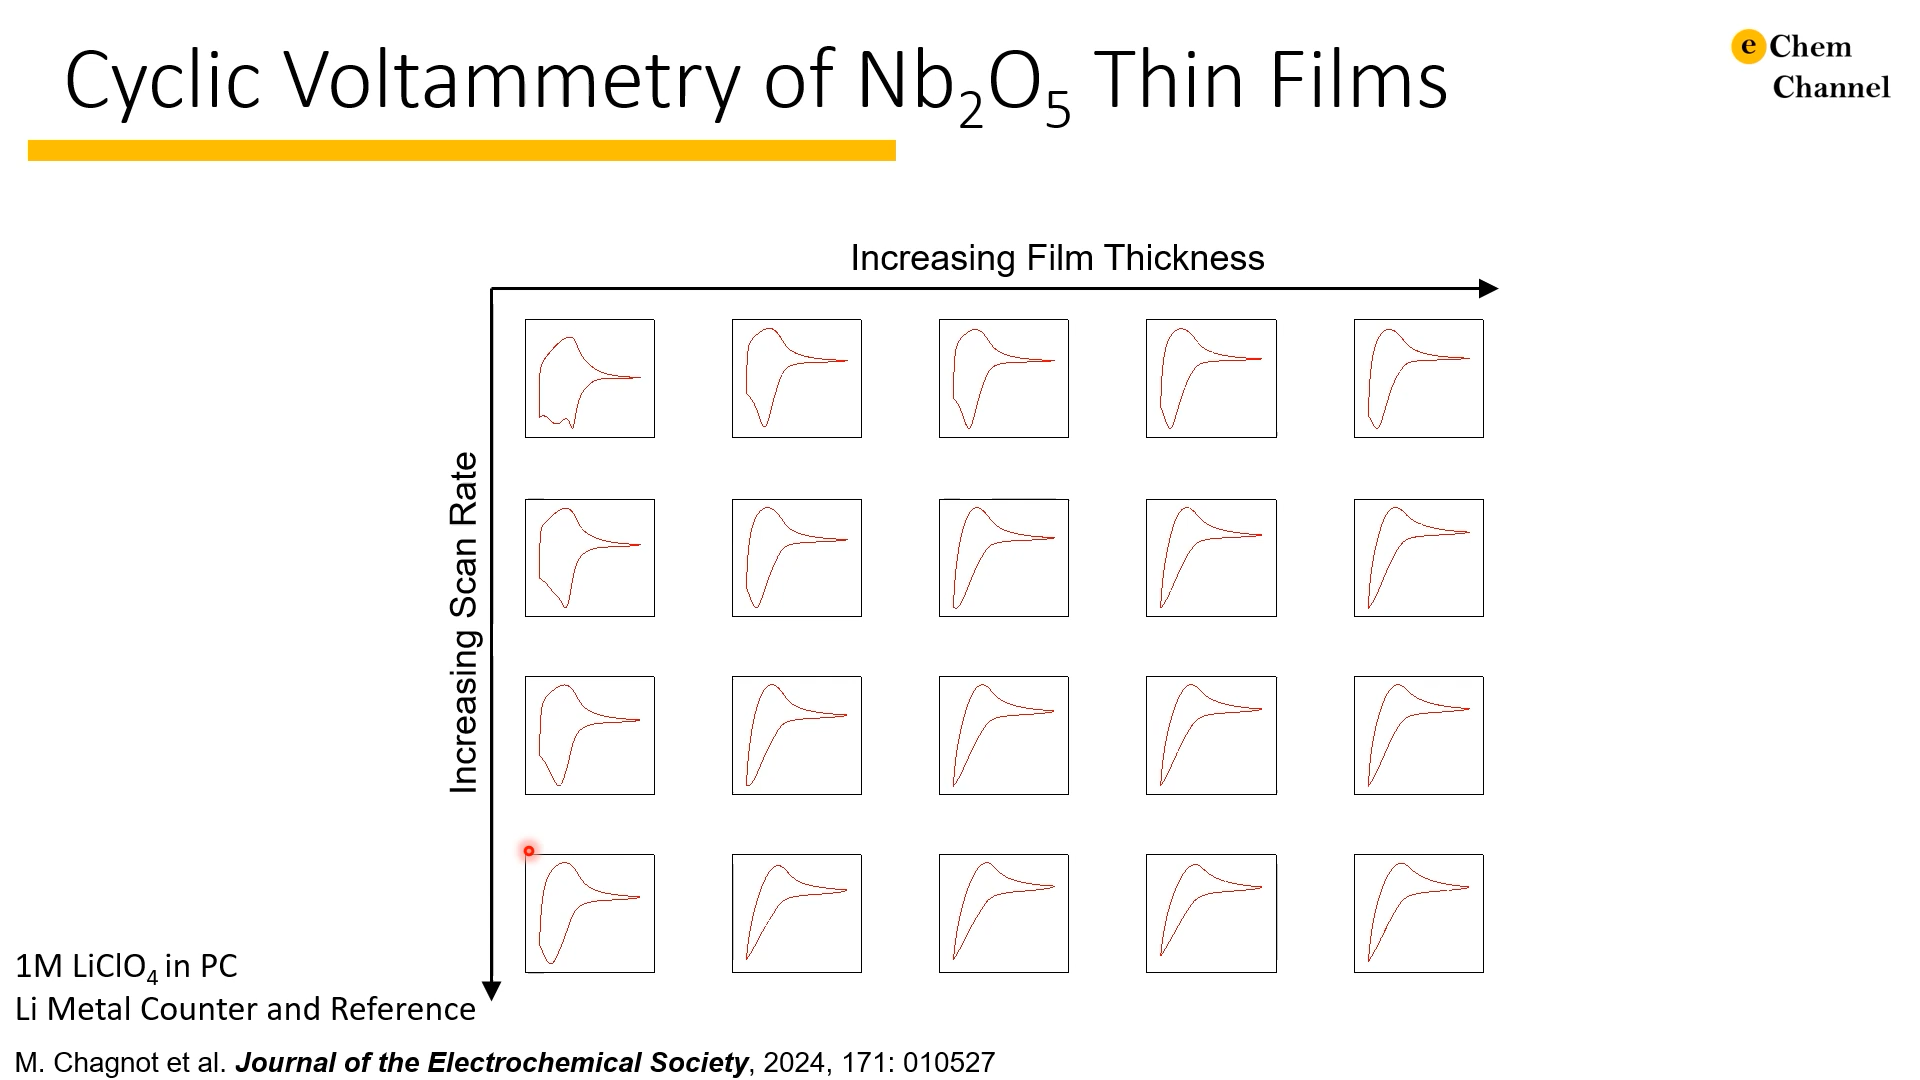 Cyclic Voltammetry of Nb₂O₅ Thin Films
e Chem
Channel
Increasing Film Thickness
Increasing Scan Rate
1M LiClO₄ in PC
Li Metal Counter and Reference
M. Chagnot et al. Journal of the Electrochemical Society, 2024, 171: 010527